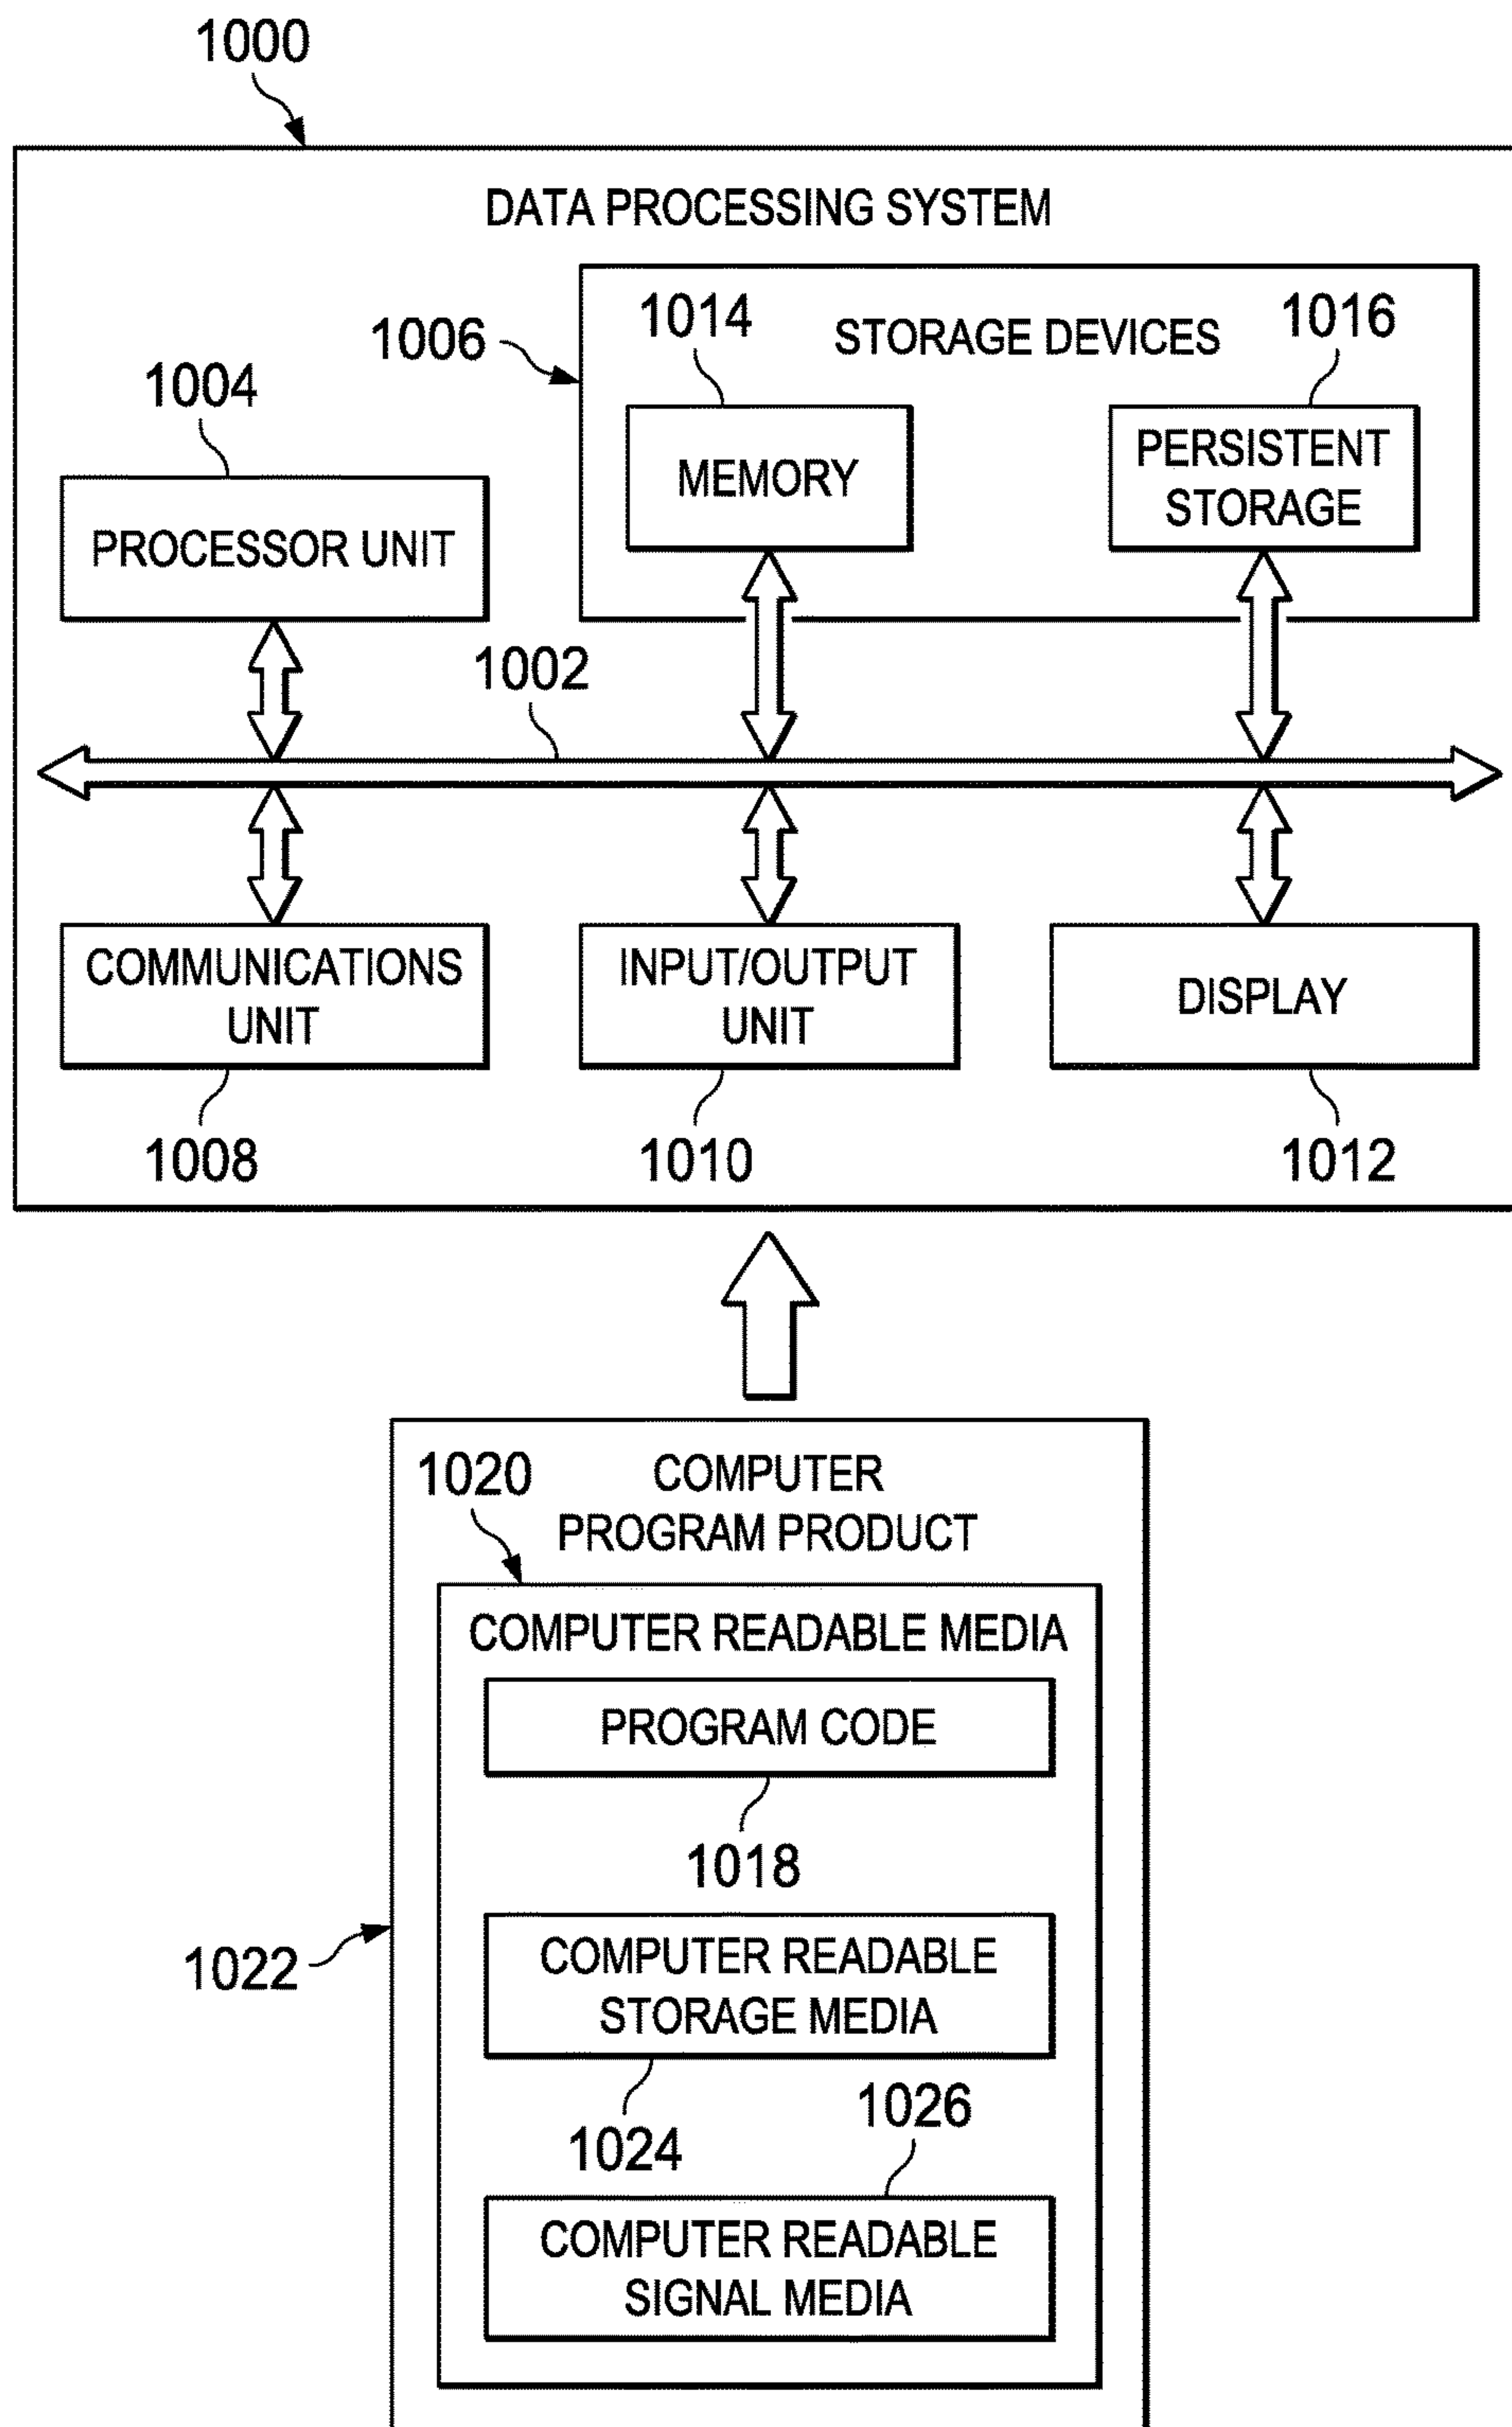 1000
DATA PROCESSING SYSTEM
1006
1014
STORAGE DEVICES
1016
1004
MEMORY
PERSISTENT
STORAGE
PROCESSOR UNIT
1002
COMMUNICATIONS
UNIT
INPUT/OUTPUT
UNIT
DISPLAY
1008
1010
1012
1020
COMPUTER
PROGRAM PRODUCT
COMPUTER READABLE MEDIA
PROGRAM CODE
1018
1022
COMPUTER READABLE
STORAGE MEDIA
1024
1026
COMPUTER READABLE
SIGNAL MEDIA